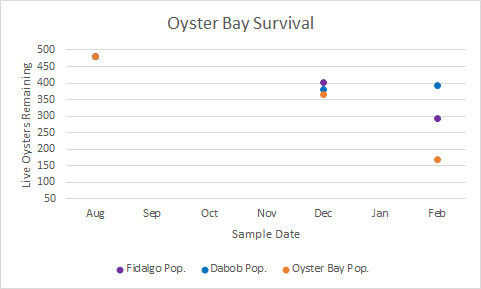 Oyster Bay Survival
Live Oysters Remaining
500
450
400
350
300
250
200
150
100
50
Aug Sep Oct Nov Dec Jan Feb
Sample Date
Fidalgo Pop. Dabob Pop. Oyster Bay Pop.